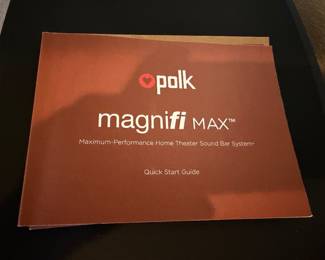 polk
magnifi MAX™
Maximum-Performance Home Theater Sound Bar System
Quick Start Guide